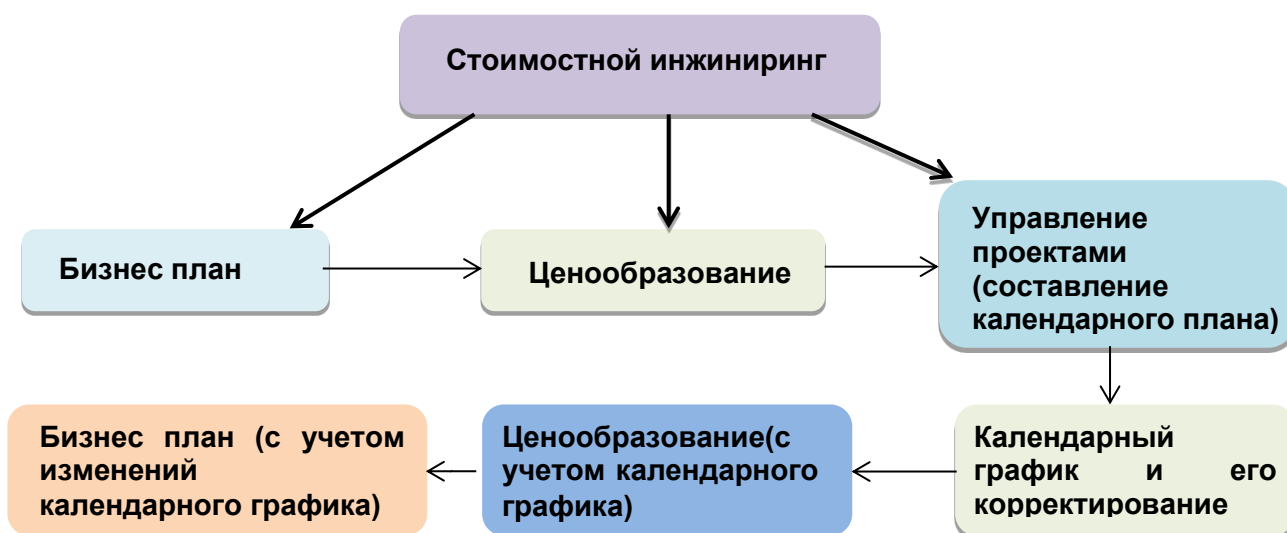 Стоимостной инжиниринг
Бизнес план
Ценообразование
Управление
проектами
(составление
календарного плана)
Бизнес план (с учетом
изменений
календарного графика)
Ценообразование(с
учетом календарного
графика)
Календарный
график и его
корректирование